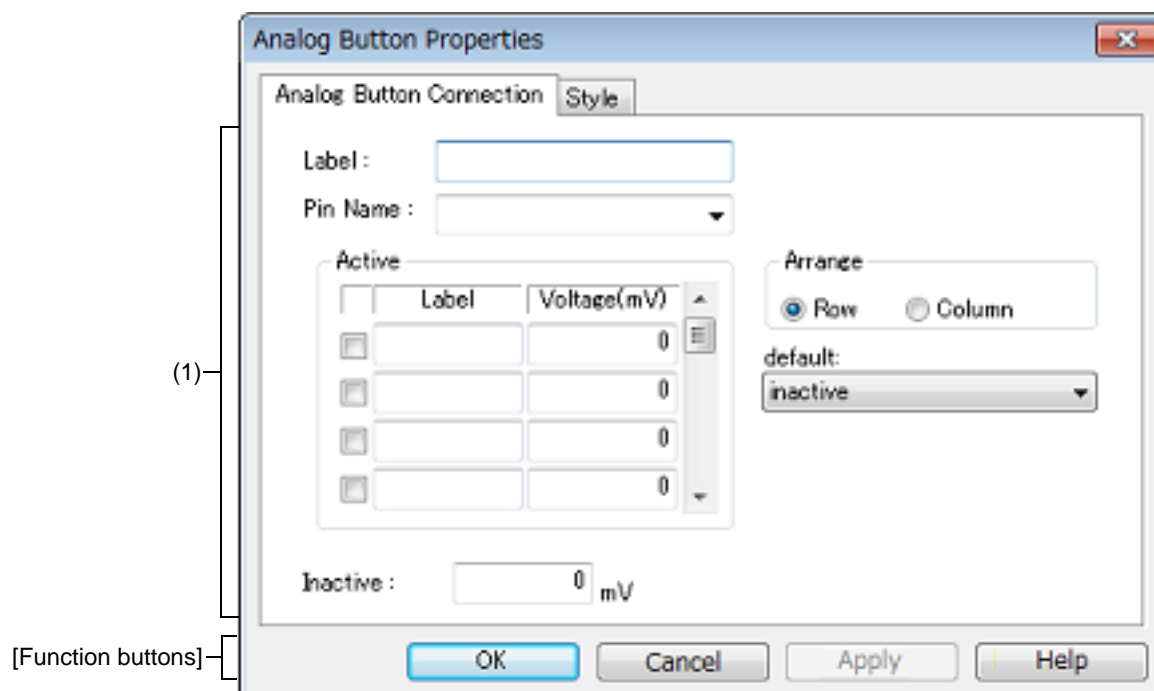 Analog Button Properties
Analog Button Connection Style
Label :
Pin Name :
Active
Label Voltage(mV)
0
0
0
0
Arrange
Row Column
default:
inactive
Inactive : 0 mV
(1)
[Function buttons]
OK Cancel Apply Help